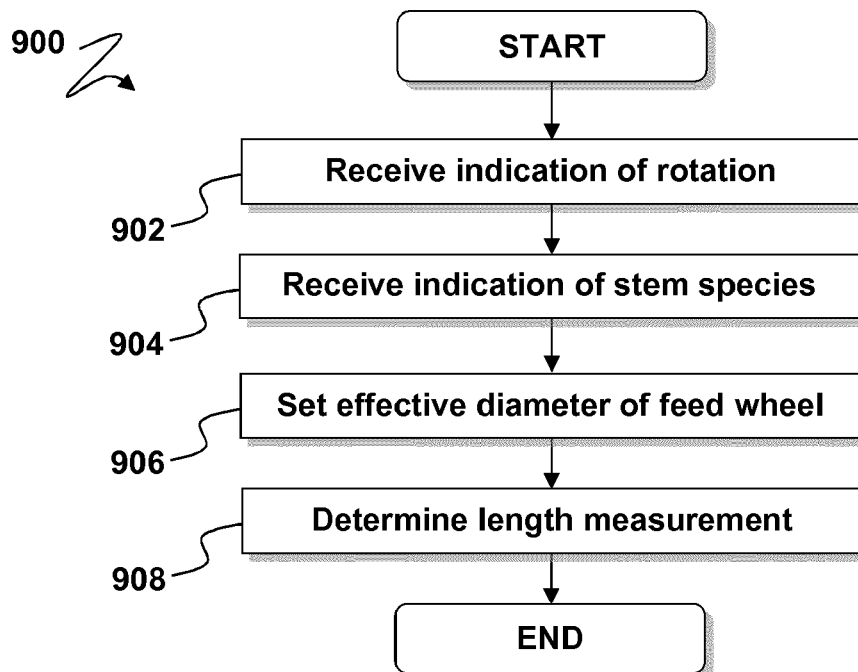 900
START
Receive indication of rotation
902
Receive indication of stem species
904
Set effective diameter of feed wheel
906
Determine length measurement
908
END